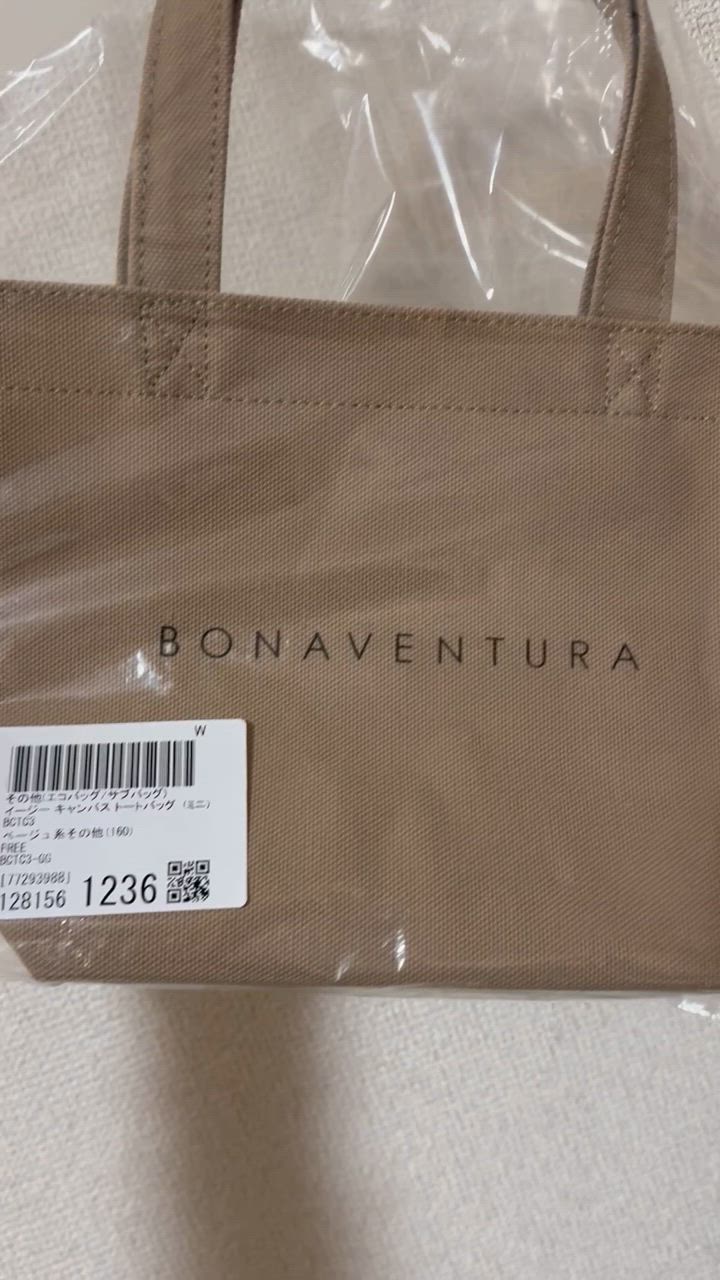 BONAVENTURA
W
その他(エコバッグ/サブバッグ)
イージー キャンバストートバッグ (ミニ)
BCTC3
ベージュ系その他(160)
FREE
BCTC3-GG
[77293988]
128156 1236